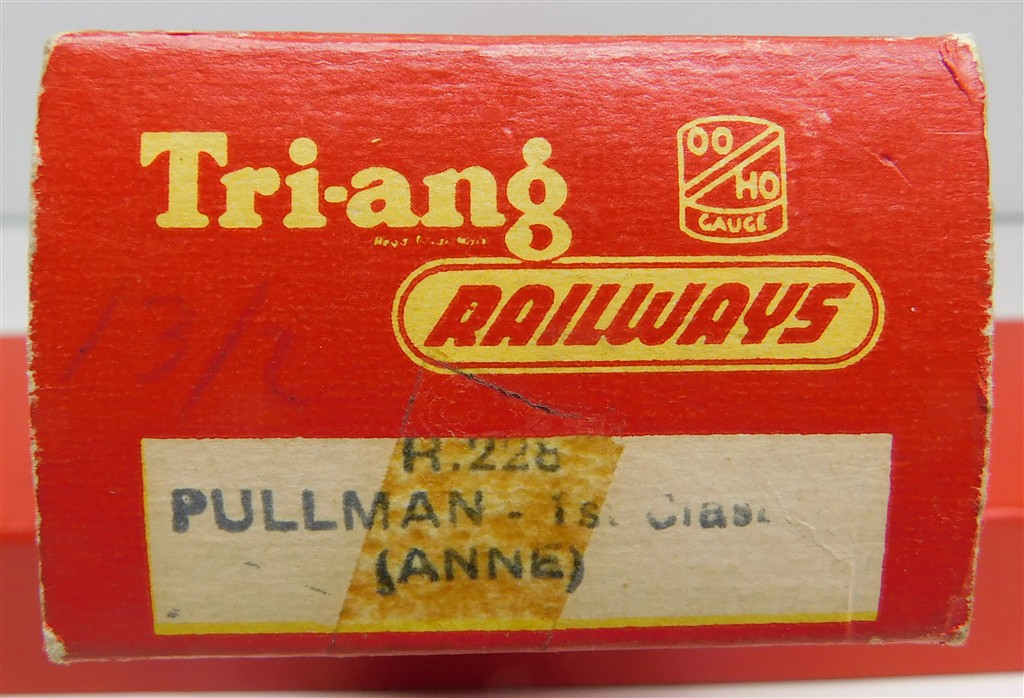 Tri-ang
OO
HO
GAUGE
RAILWAYS
R.228
PULLMAN - 1st Class
(ANNE)